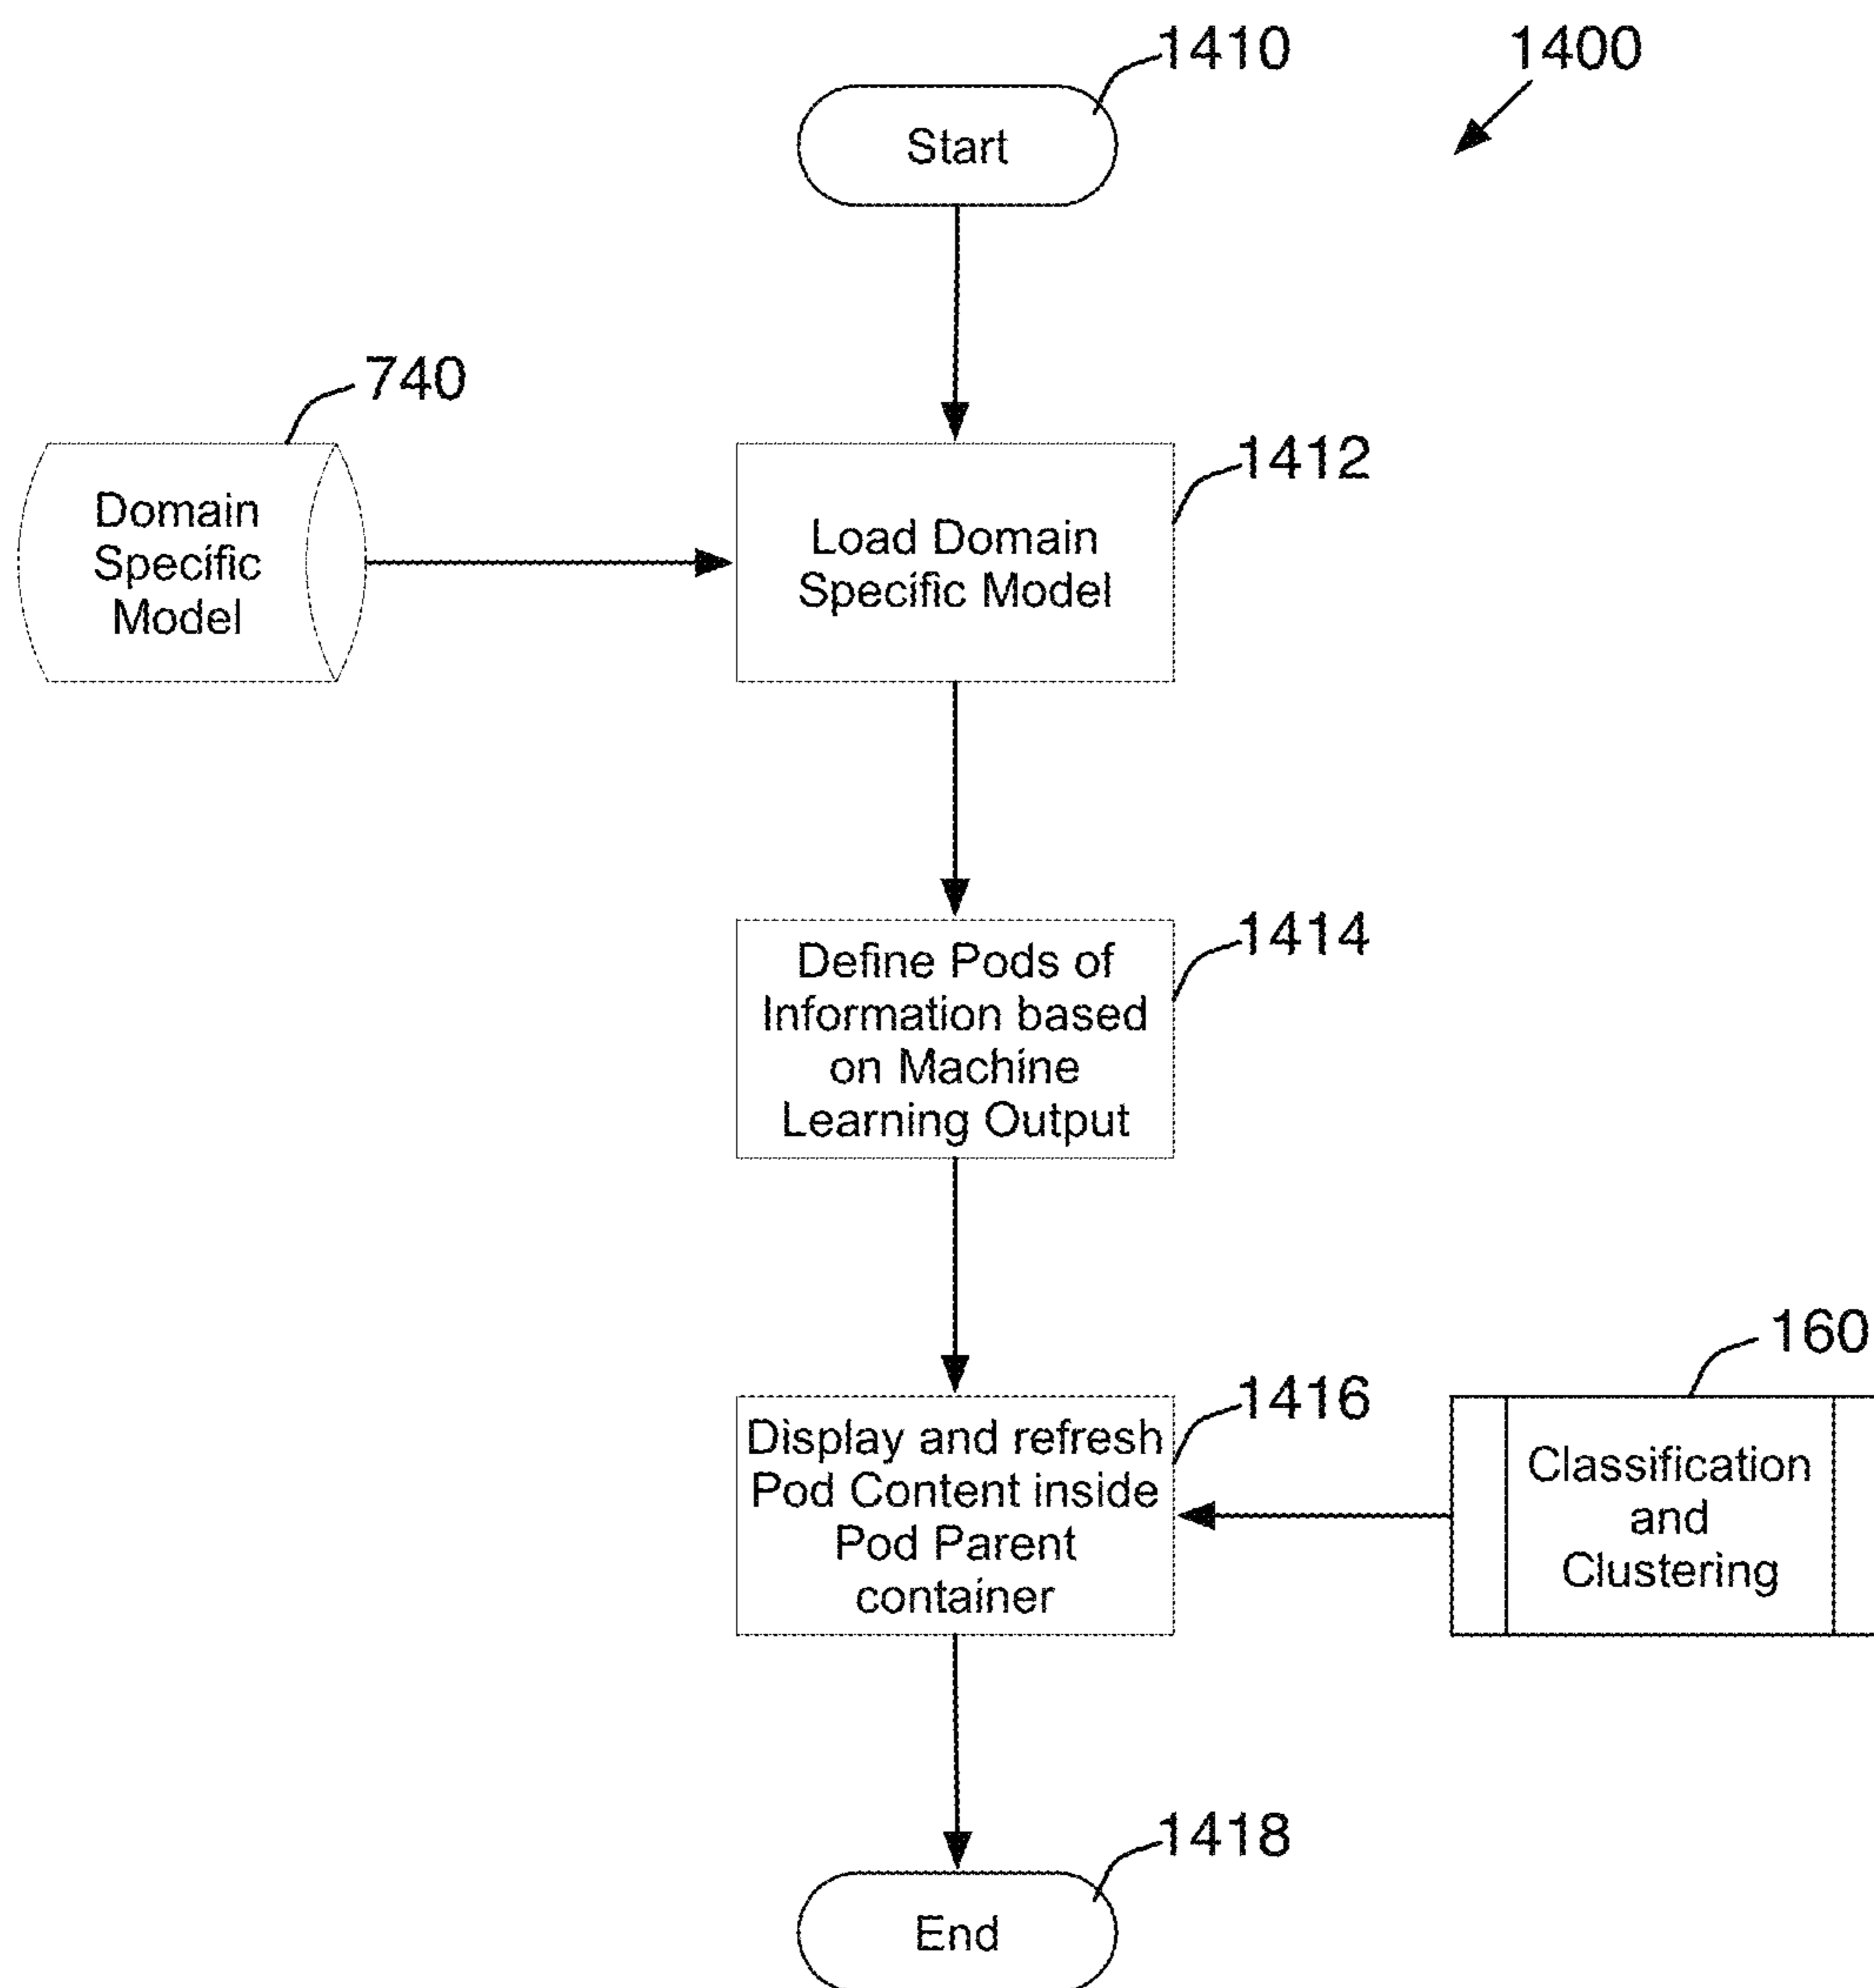 1410
1400
Start
740
1412
Domain
Specific
Model
Load Domain
Specific Model
1414
Define Pods of
Information based
on Machine
Learning Output
160
1416
Display and refresh
Pod Content inside
Pod Parent
container
Classification
and
Clustering
1418
End